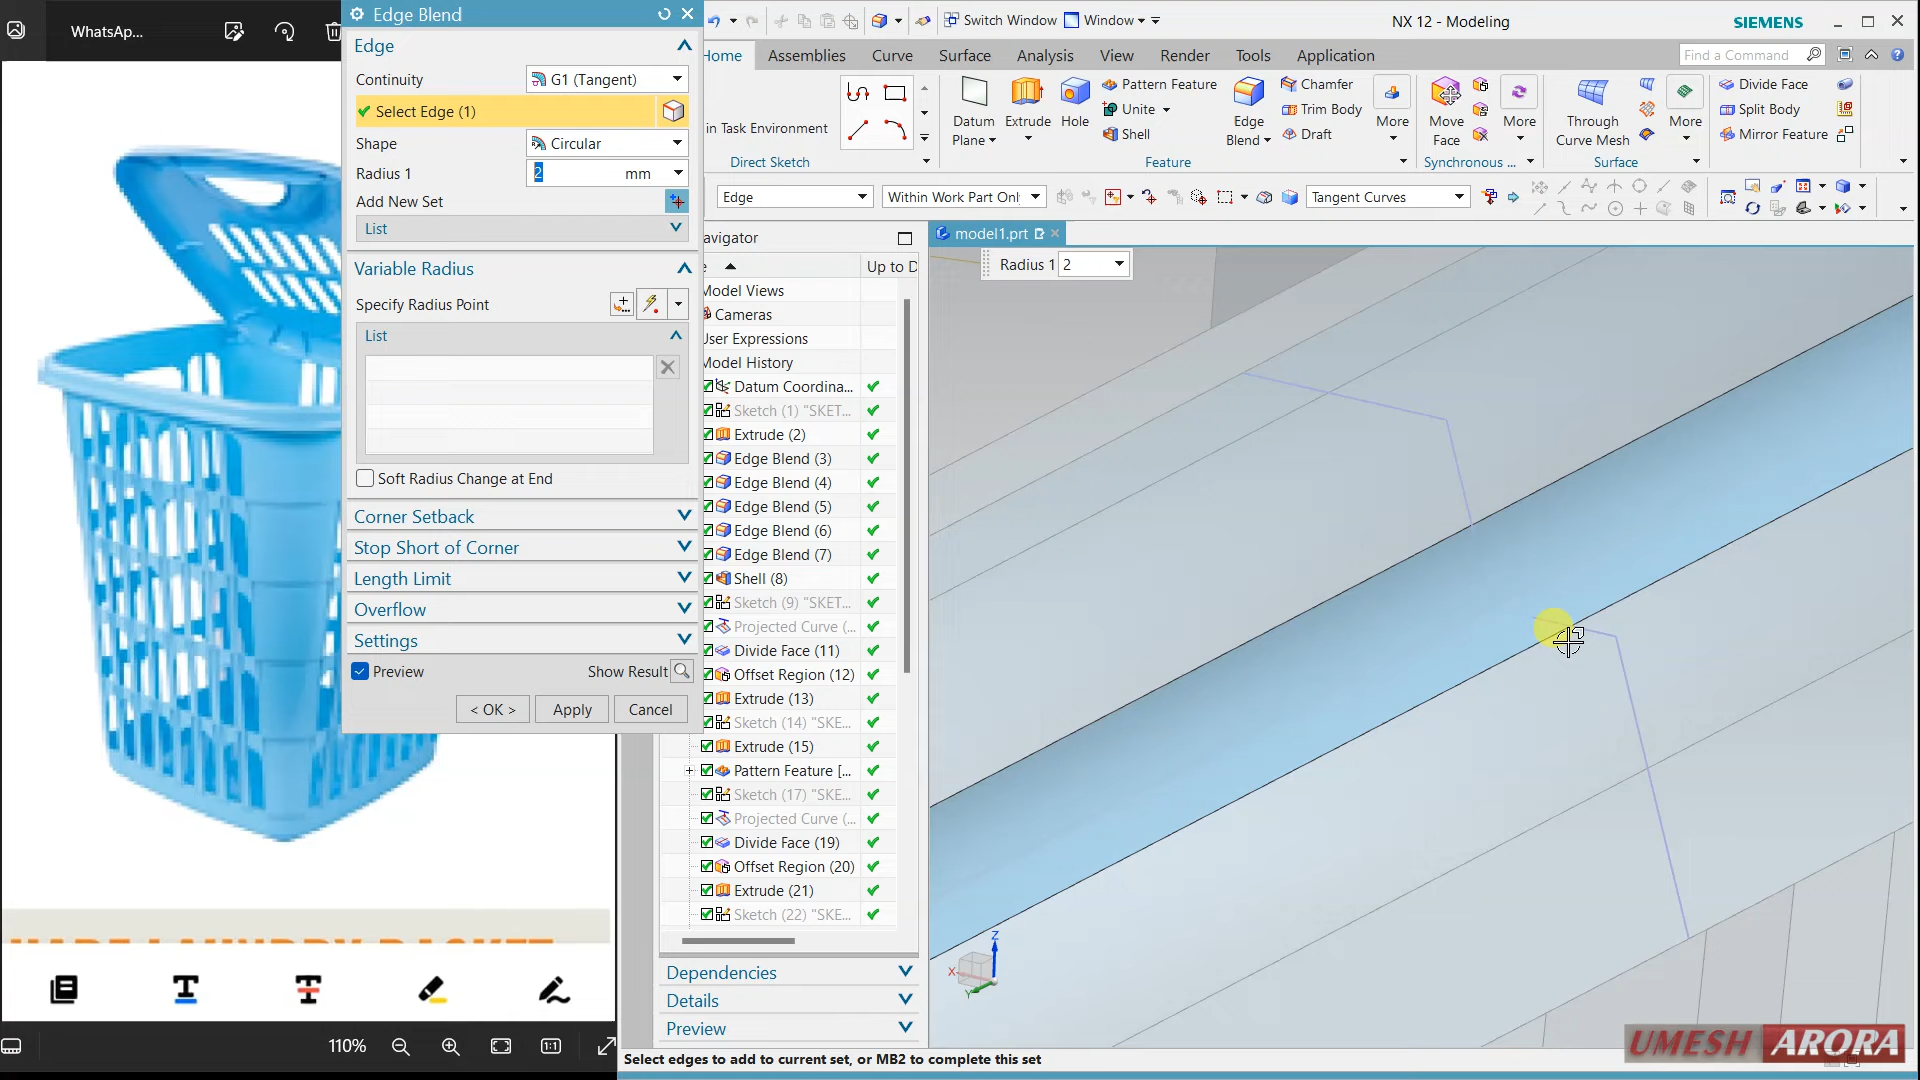 WhatsAp...
Edge Blend
Edge
Continuity
G1 (Tangent)
Select Edge (1)
Shape
Circular
Radius 1
2
mm
Add New Set
List
Variable Radius
Specify Radius Point
List
Soft Radius Change at End
Corner Setback
Stop Short of Corner
Length Limit
Overflow
Settings
Preview
Show Result
< OK >
Apply
Cancel
110%
1:1
Switch Window
Window
NX 12 - Modeling
SIEMENS
Home
Assemblies
Curve
Surface
Analysis
View
Render
Tools
Application
Find a Command
in Task Environment
Direct Sketch
Datum
Plane
Extrude
Hole
Pattern Feature
Unite
Shell
Edge
Blend
Chamfer
Trim Body
Draft
More
Feature
Move
Face
More
Synchronous ...
Through
Curve Mesh
More
Surface
Divide Face
Split Body
Mirror Feature
Edge
Within Work Part Onl
Tangent Curves
avigator
model1.prt
Radius 1
2
Up to D
Model Views
Cameras
User Expressions
Model History
Datum Coordina...
Sketch (1) "SKET...
Extrude (2)
Edge Blend (3)
Edge Blend (4)
Edge Blend (5)
Edge Blend (6)
Edge Blend (7)
Shell (8)
Sketch (9) "SKET...
Projected Curve (...
Divide Face (11)
Offset Region (12)
Extrude (13)
Sketch (14) "SKE...
Extrude (15)
Pattern Feature [...
Sketch (17) "SKE...
Projected Curve (...
Divide Face (19)
Offset Region (20)
Extrude (21)
Sketch (22) "SKE...
Dependencies
Details
Preview
Z
X
Y
Select edges to add to current set, or MB2 to complete this set
UMESH ARORA